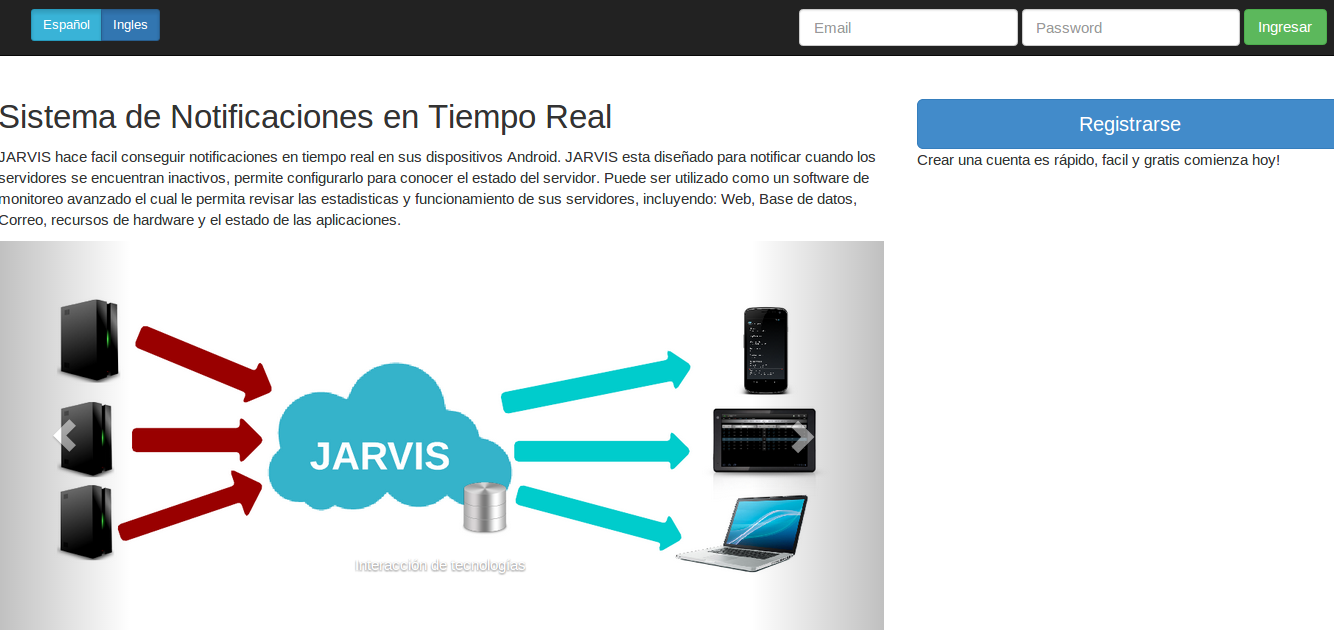 Español Ingles Email Password Ingresar
Sistema de Notificaciones en Tiempo Real
JARVIS hace facil conseguir notificaciones en tiempo real en sus dispositivos Android. JARVIS esta diseñado para notificar cuando los
servidores se encuentran inactivos, permite configurarlo para conocer el estado del servidor. Puede ser utilizado como un software de
monitoreo avanzado el cual le permita revisar las estadisticas y funcionamiento de sus servidores, incluyendo: Web, Base de datos,
Correo, recursos de hardware y el estado de las aplicaciones.
Registrarse
Crear una cuenta es rápido, facil y gratis comienza hoy!
JARVIS
Interacción de tecnologías